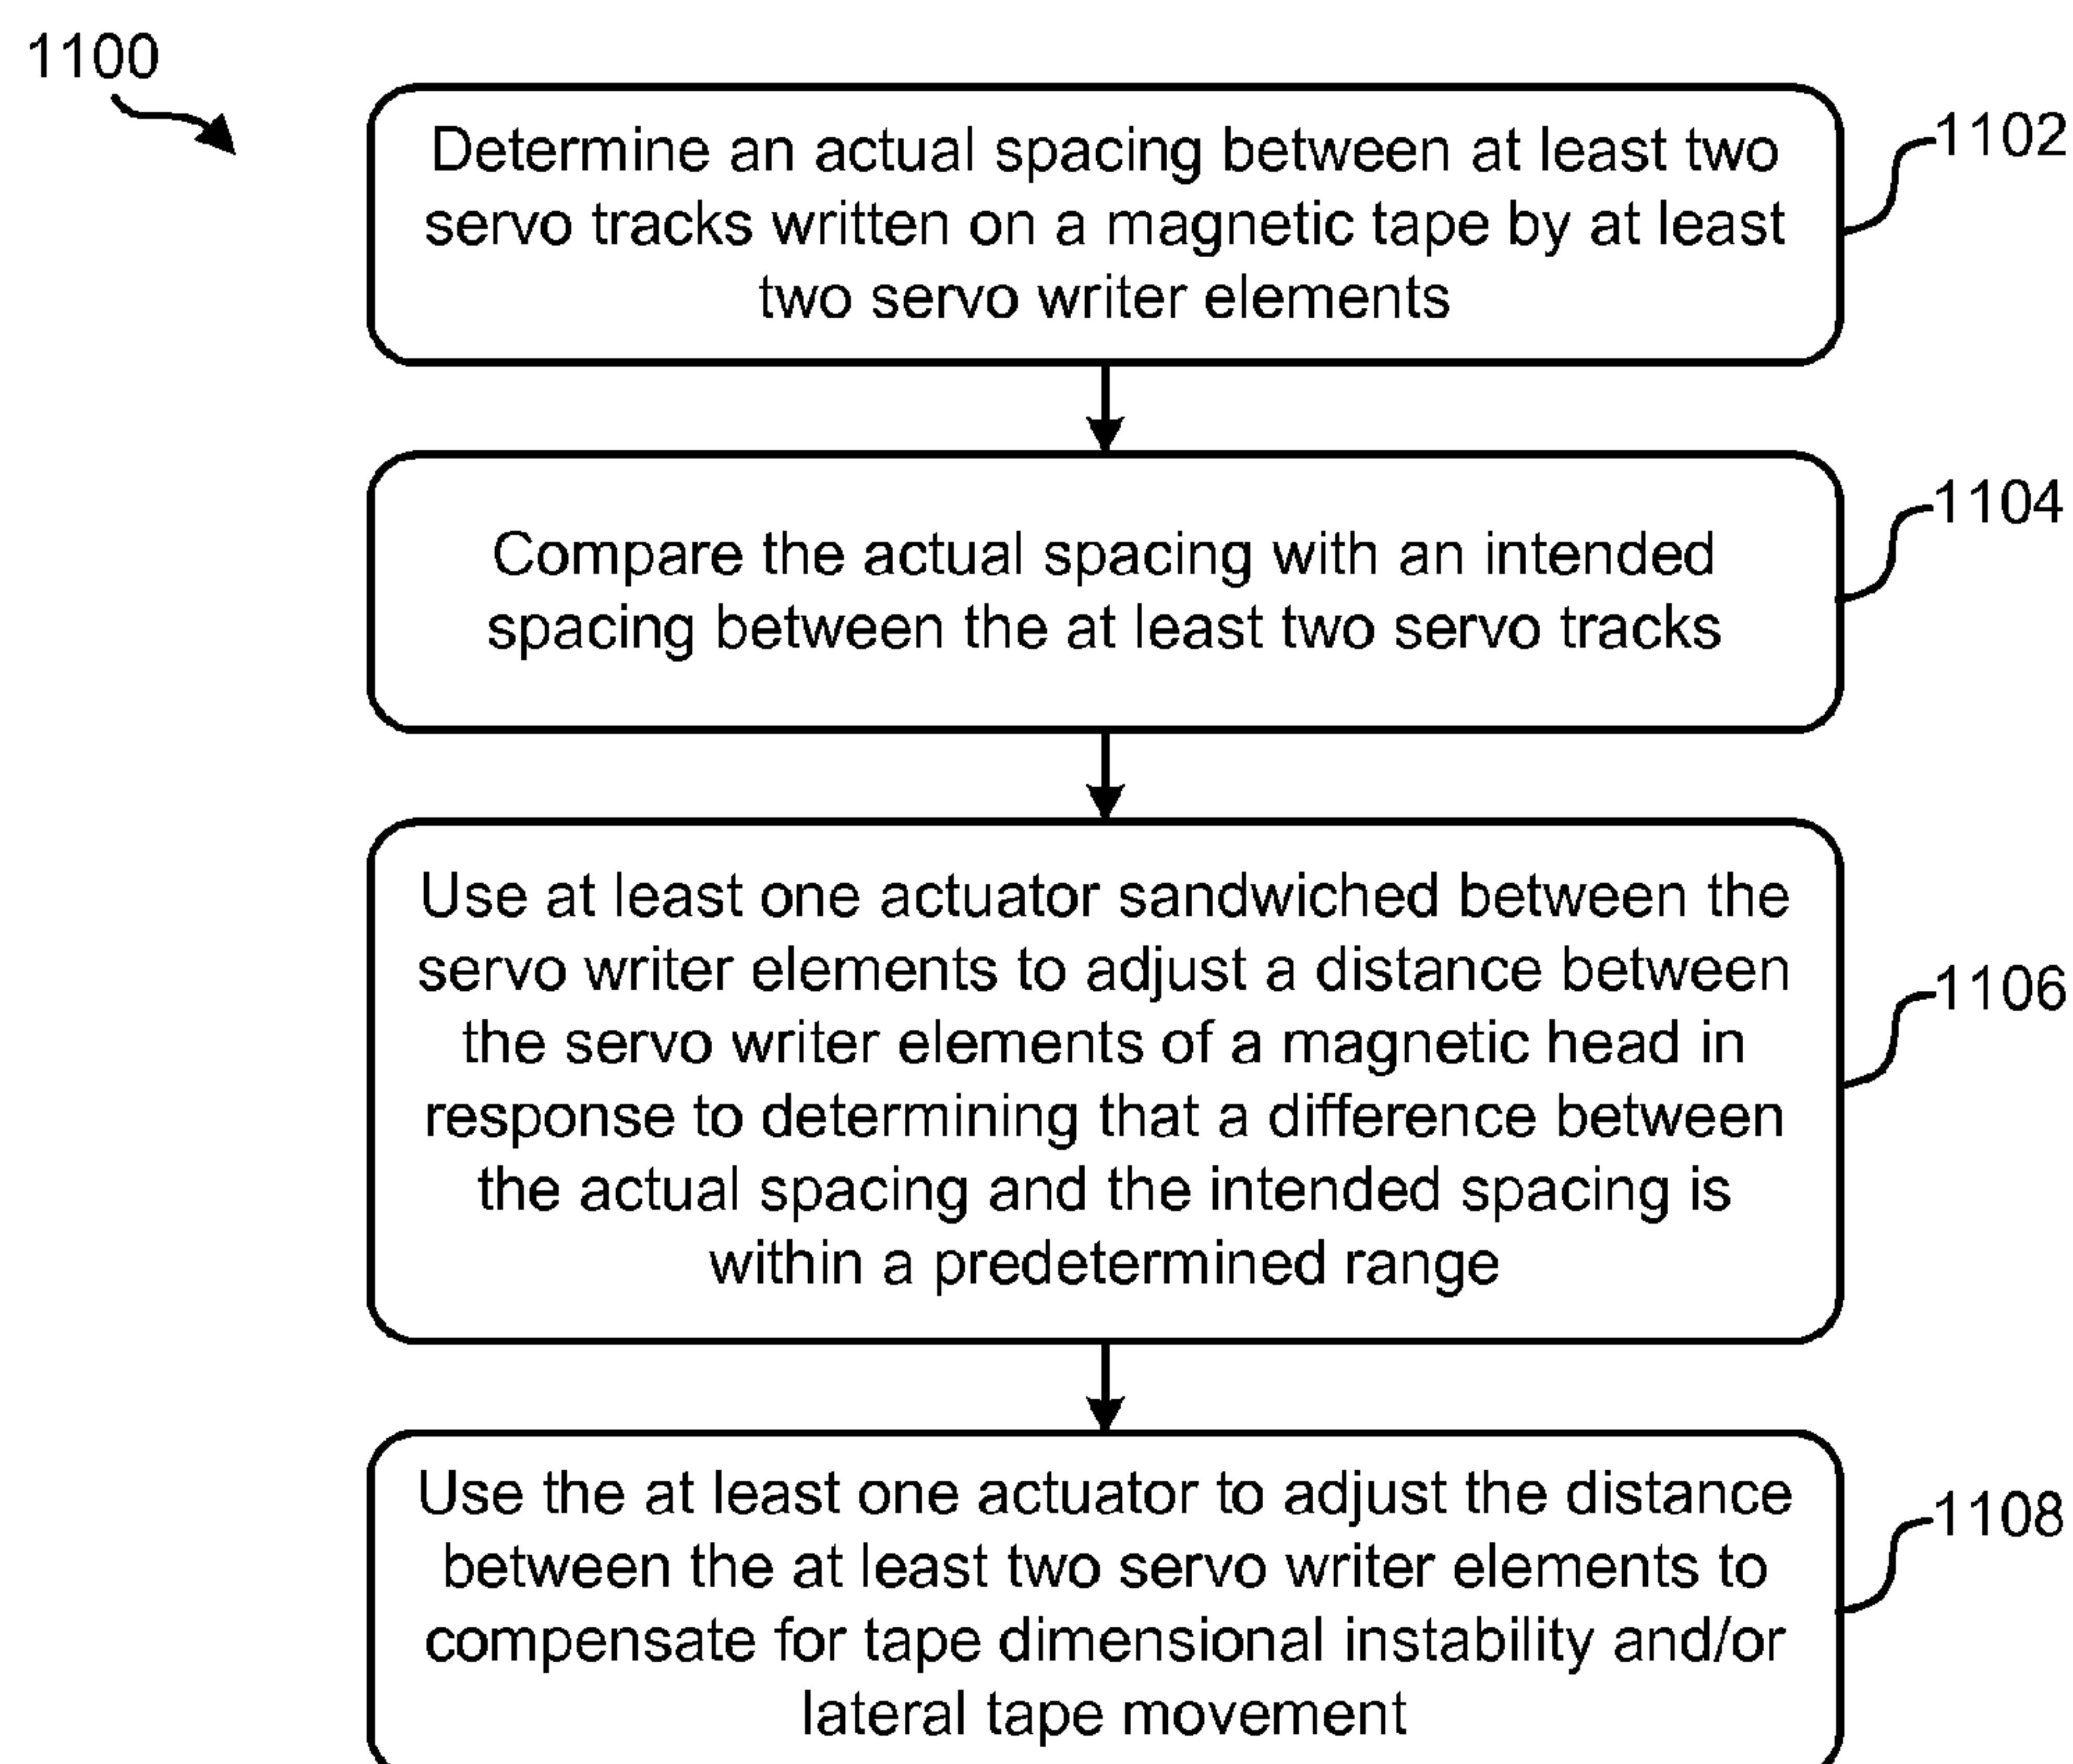 1100
Determine an actual spacing between at least two
servo tracks written on a magnetic tape by at least
two servo writer elements
1102
Compare the actual spacing with an intended
spacing between the at least two servo tracks
1104
Use at least one actuator sandwiched between the
servo writer elements to adjust a distance between
the servo writer elements of a magnetic head in
response to determining that a difference between
the actual spacing and the intended spacing is
within a predetermined range
1106
Use the at least one actuator to adjust the distance
between the at least two servo writer elements to
compensate for tape dimensional instability and/or
lateral tape movement
1108